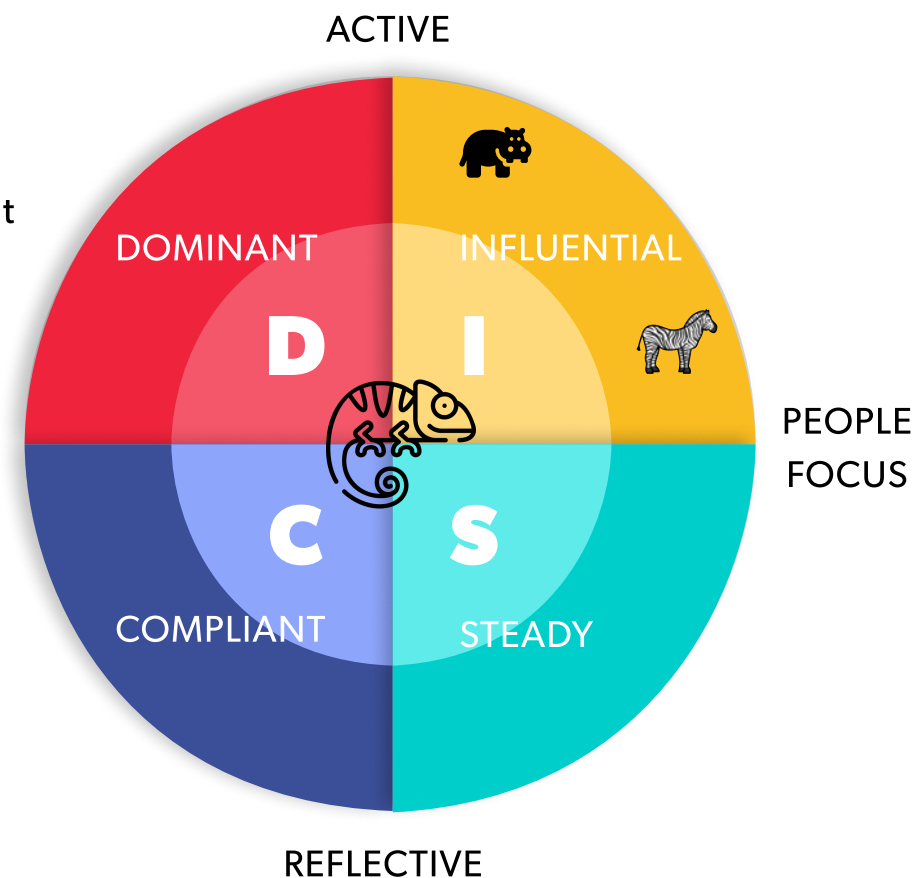 ACTIVE
t
DOMINANT
INFLUENTIAL
D
I
PEOPLE
FOCUS
C
S
COMPLIANT
STEADY
REFLECTIVE